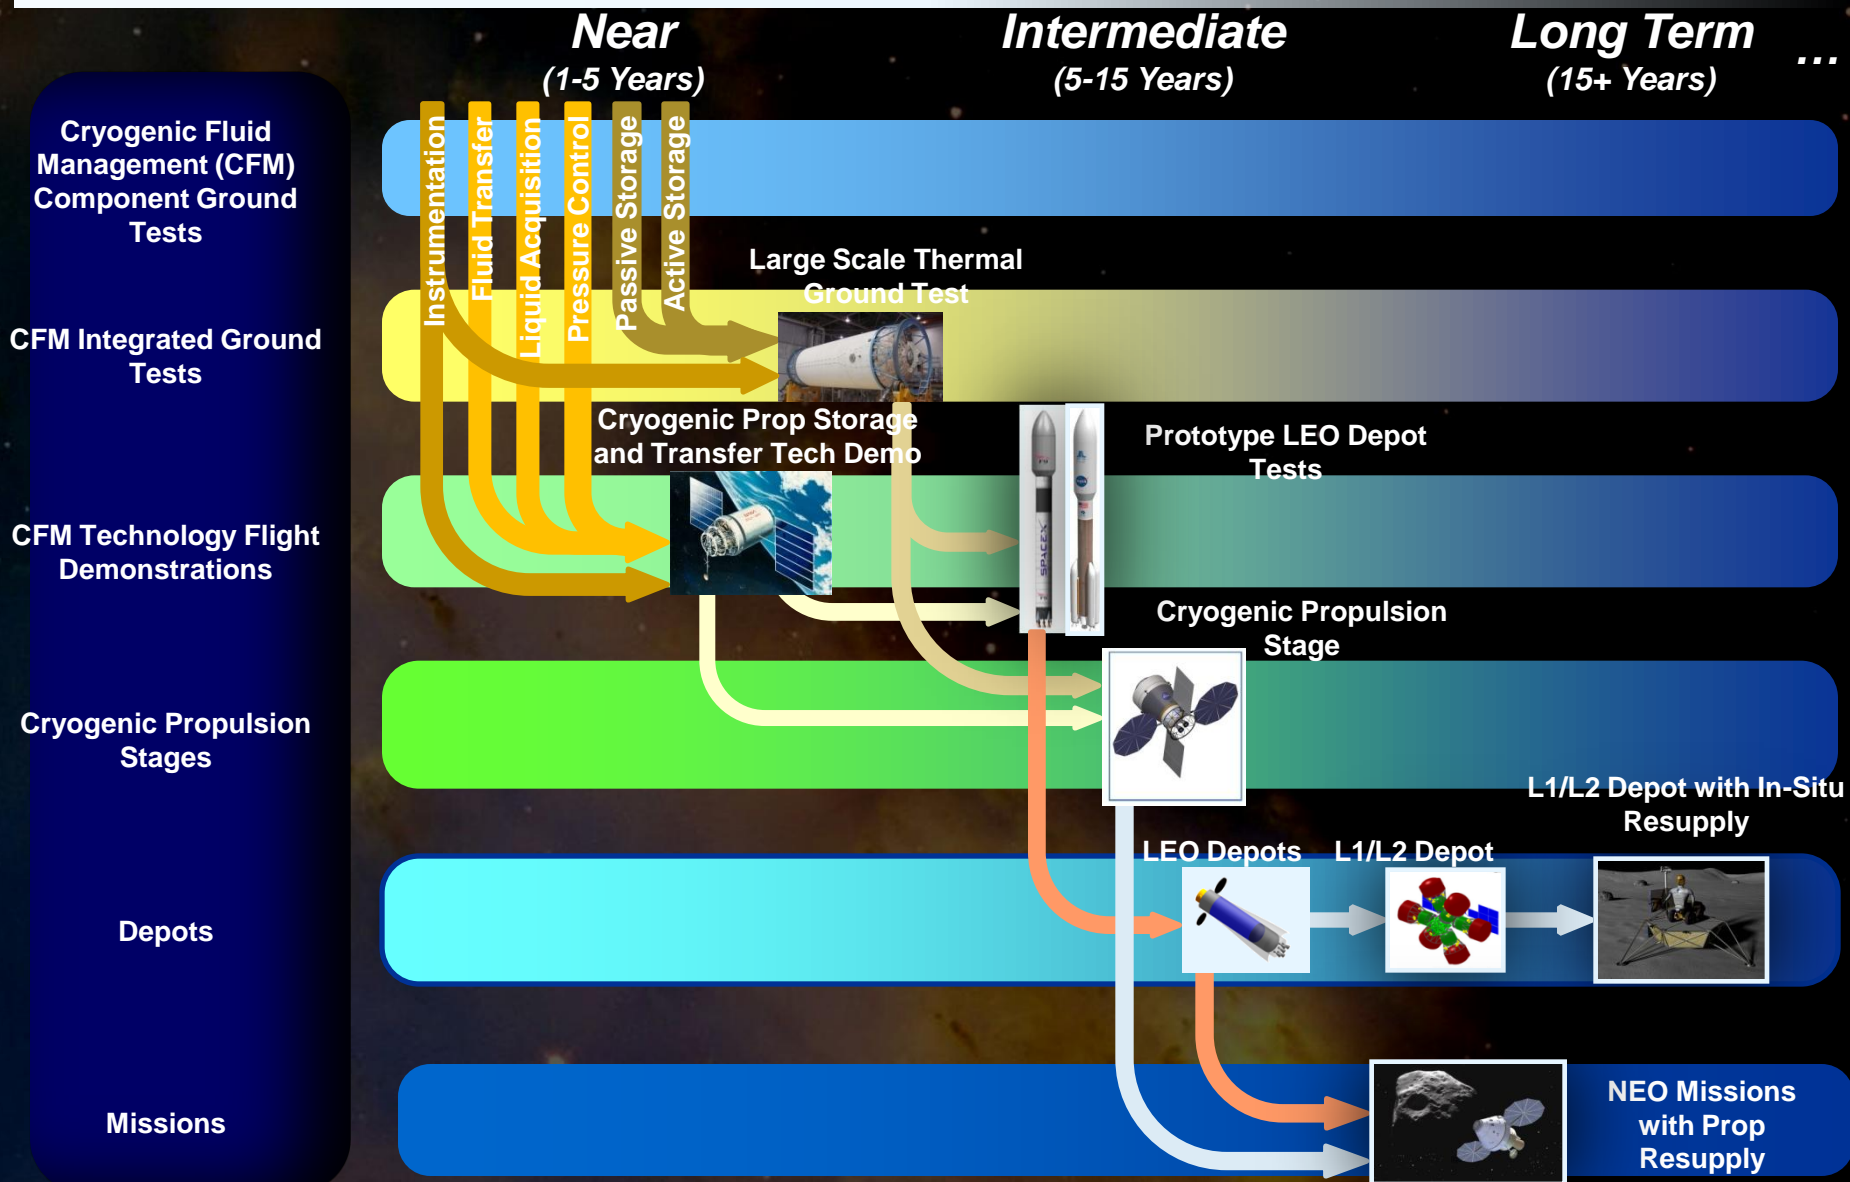 Near
(1-5 Years)
Intermediate
(5-15 Years)
Long Term
(15+ Years)
...
Cryogenic Fluid
Management (CFM)
Component Ground
Tests
Instrumentation
Fluid Transfer
Liquid Acquisition
Pressure Control
Passive Storage
Active Storage
Large Scale Thermal
Ground Test
CFM Integrated Ground
Tests
Cryogenic Prop Storage
and Transfer Tech Demo
Prototype LEO Depot
Tests
SPACEX
CFM Technology Flight
Demonstrations
Cryogenic Propulsion
Stage
Cryogenic Propulsion
Stages
L1/L2 Depot with In-Situ
Resupply
LEO Depots
L1/L2 Depot
Depots
Missions
NEO Missions
with Prop
Resupply